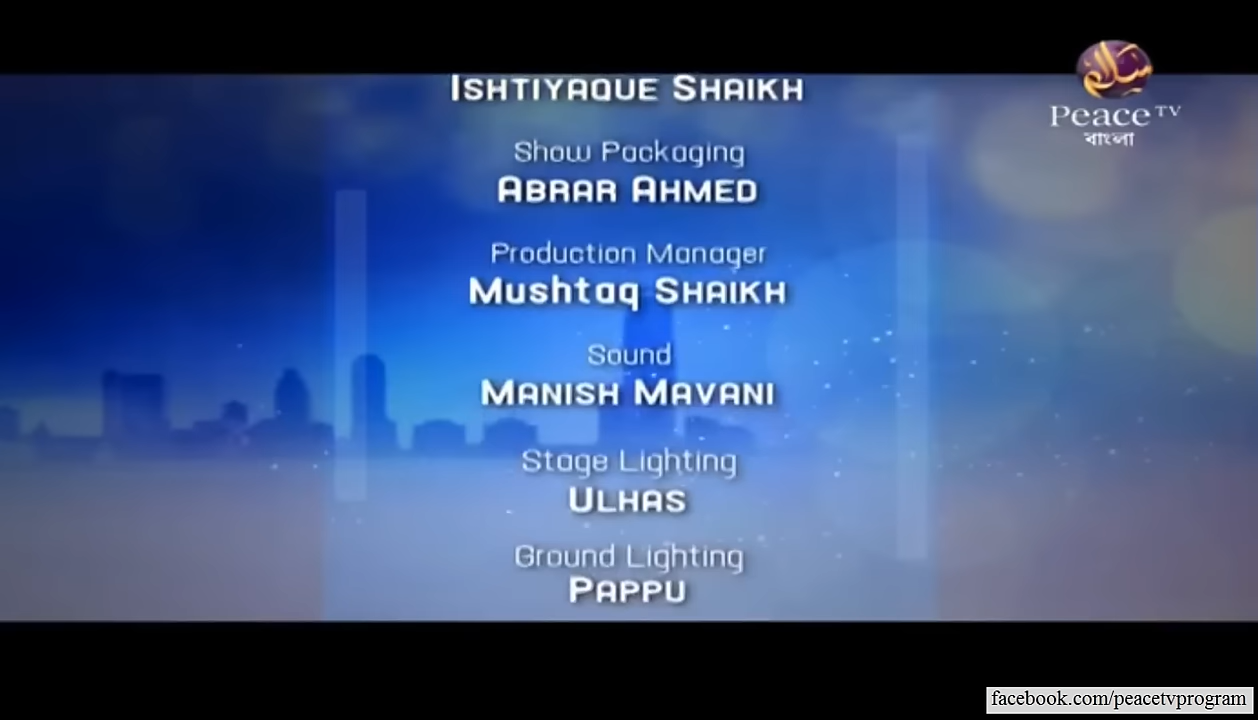 ISHTIYAQUE SHAIKH
Show Packaging
ABRAR AHMED
Production Manager
Mushtaq SHAIKH
Sound
MANISH MAVANI
Stage Lighting
ULHAS
Ground Lighting
PAPPU
سلام
Peace TV
বাংলা
facebook.com/peacetvprogram